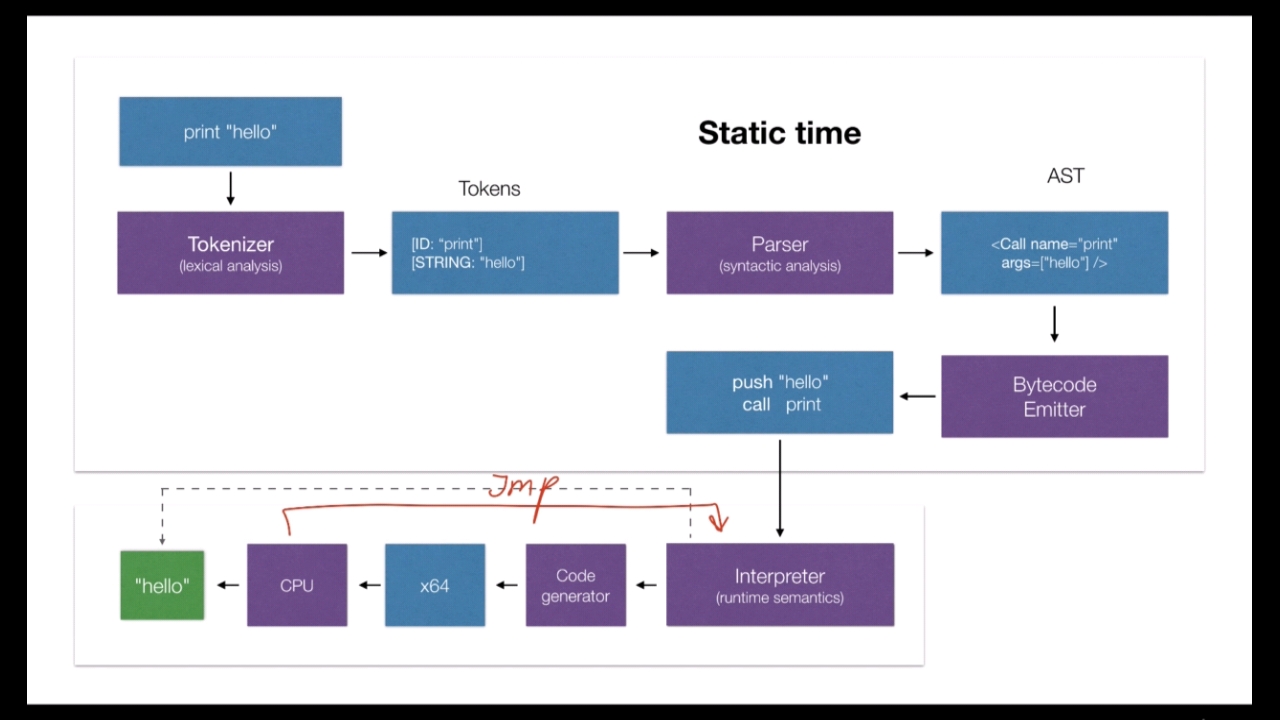 print "hello"
Static time
Tokens
AST
Tokenizer
(lexical analysis)
[ID: "print"]
[STRING: "hello"]
Parser
(syntactic analysis)
<Call name="print"
args=["hello"] />
push "hello"
call print
Bytecode
Emitter
Jmp
"hello"
CPU
x64
Code
generator
Interpreter
(runtime semantics)